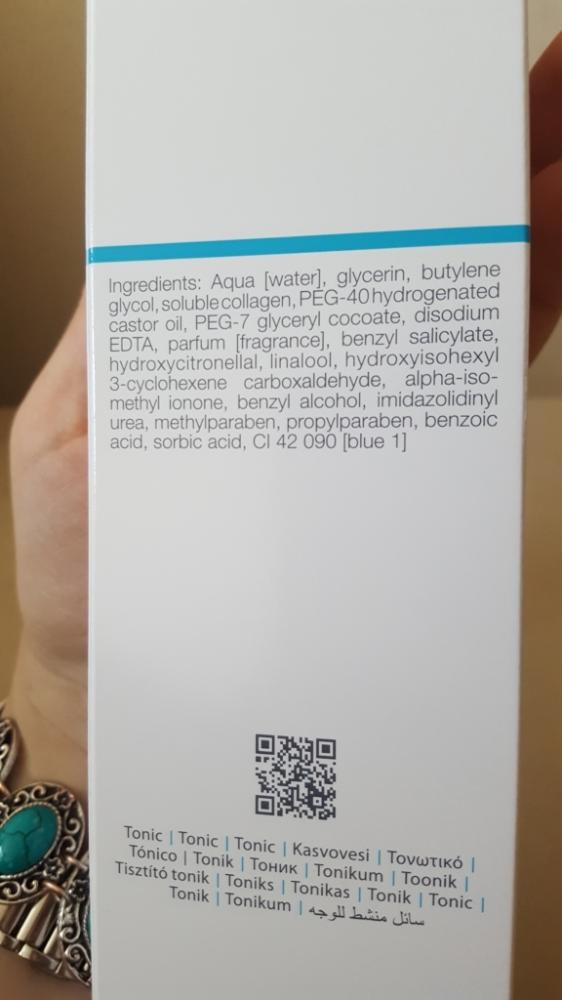 Ingredients: Aqua [water], glycerin, butylene
glycol, soluble collagen, PEG-40 hydrogenated
castor oil, PEG-7 glyceryl cocoate, disodium
EDTA, parfum [fragrance], benzyl salicylate,
hydroxycitronellal, linalool, hydroxyisohexyl
3-cyclohexene carboxaldehyde, alpha-iso-
methyl ionone, benzyl alcohol, imidazolidinyl
urea, methylparaben, propylparaben, benzoic
acid, sorbic acid, CI 42 090 [blue 1]
Tonic | Tonic | Tonic | Kasvovesi | Τονωτικό |
Tónico | Tonik | Тоник | Tonikum | Toonik |
Tisztító tonik | Toniks | Tonikas | Tonik | Tonic |
Tonik | Tonikum | سائل منشط للوجه